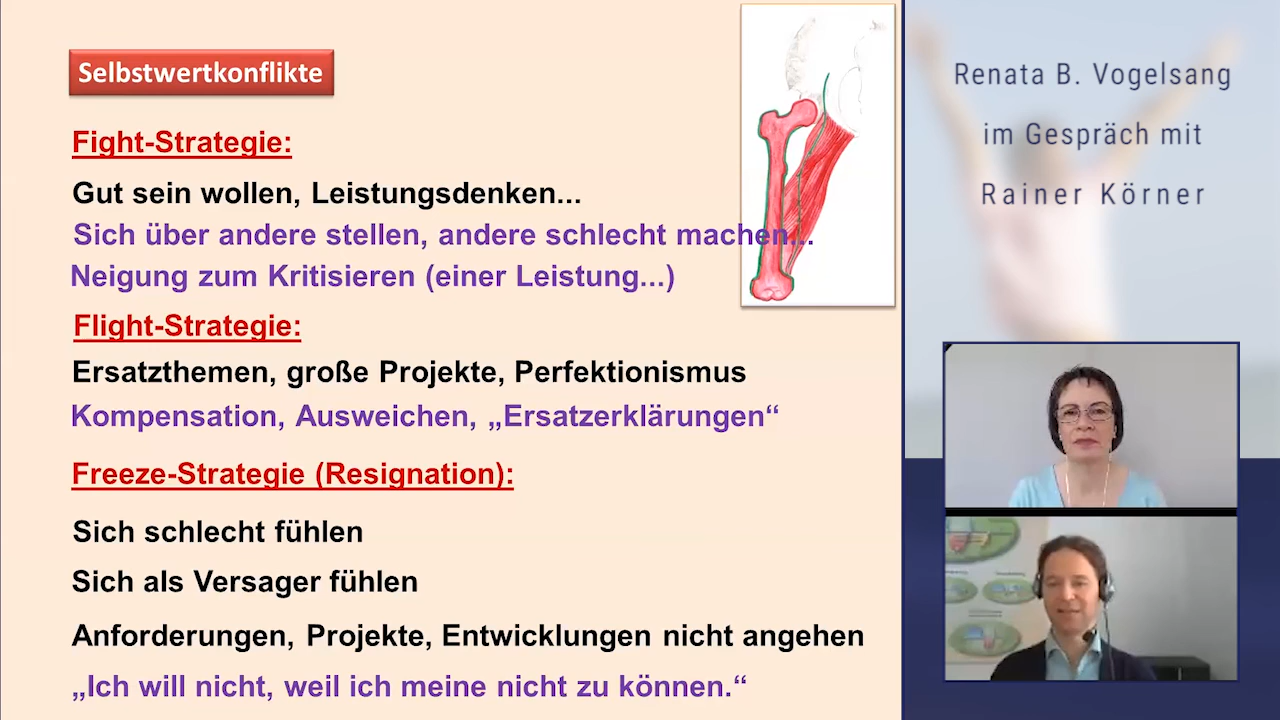 Selbstwertkonflikte
Fight-Strategie:
Gut sein wollen, Leistungsdenken...
Sich über andere stellen, andere schlecht machen...
Neigung zum Kritisieren (einer Leistung...)
Flight-Strategie:
Ersatzthemen, große Projekte, Perfektionismus
Kompensation, Ausweichen, „Ersatzerklärungen“
Freeze-Strategie (Resignation):
Sich schlecht fühlen
Sich als Versager fühlen
Anforderungen, Projekte, Entwicklungen nicht angehen
„Ich will nicht, weil ich meine nicht zu können.“
Renata B. Vogelsang
im Gespräch mit
Rainer Körner